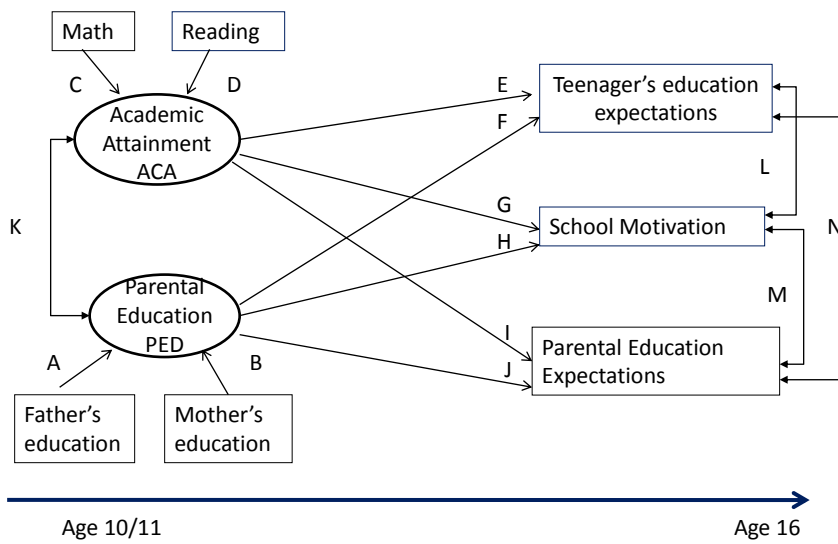 Math
Reading
C
D
Academic
Attainment
ACA
E
F
Teenager's education
expectations
L
K
G
H
School Motivation
N
M
Parental
Education
PED
A
B
I
J
Parental Education
Expectations
Father's
education
Mother's
education
Age 10/11
Age 16